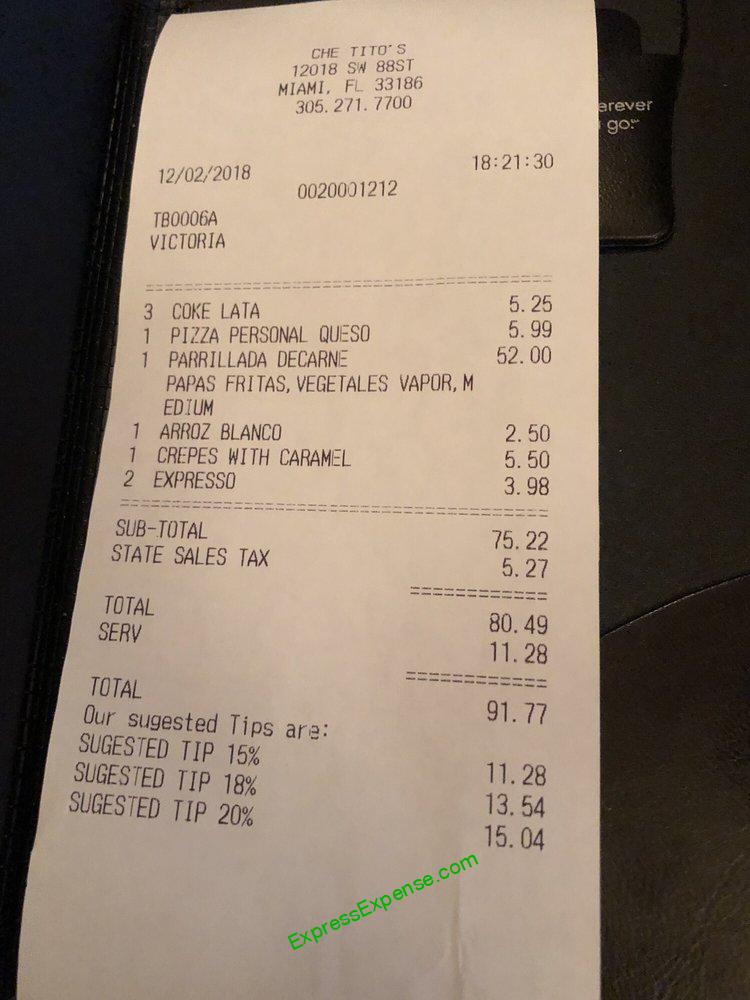 CHE TITO'S
12018 SW 88ST
MIAMI, FL 33186
305.271.7700
erever
go.℠
12/02/2018 18:21:30
0020001212
TB0006A
VICTORIA
3 COKE LATA 5.25
1 PIZZA PERSONAL QUESO 5.99
1 PARRILLADA DECARNE 52.00
PAPAS FRITAS, VEGETALES VAPOR, M
EDIUM
1 ARROZ BLANCO 2.50
1 CREPES WITH CARAMEL 5.50
2 EXPRESSO 3.98
SUB-TOTAL 75.22
STATE SALES TAX 5.27
TOTAL 80.49
SERV 11.28
TOTAL 91.77
Our sugested Tips are:
SUGESTED TIP 15% 11.28
SUGESTED TIP 18% 13.54
SUGESTED TIP 20% 15.04
ExpressExpense.com